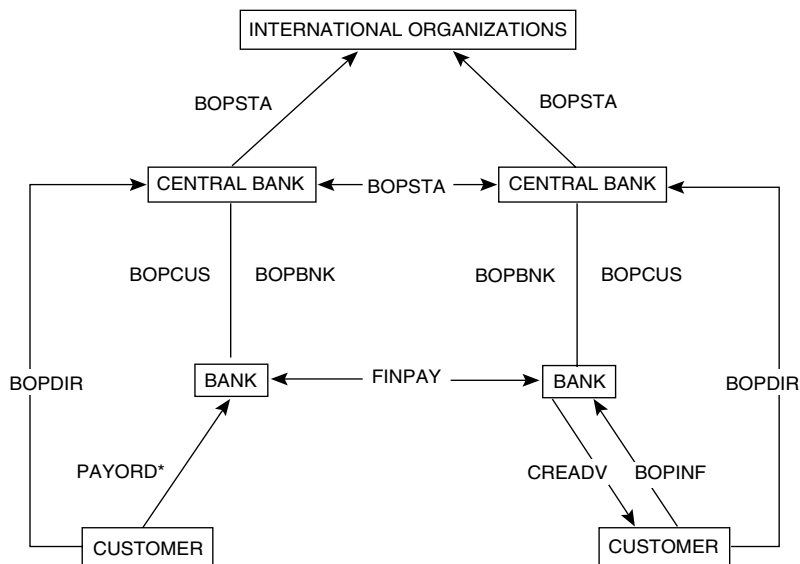 INTERNATIONAL ORGANIZATIONS
BOPSTA
BOPSTA
CENTRAL BANK
BOPSTA
CENTRAL BANK
BOPCUS
BOPBNK
BOPBNK
BOPCUS
BANK
FINPAY
BANK
BOPDIR
BOPDIR
PAYORD*
CREADV
BOPINF
CUSTOMER
CUSTOMER